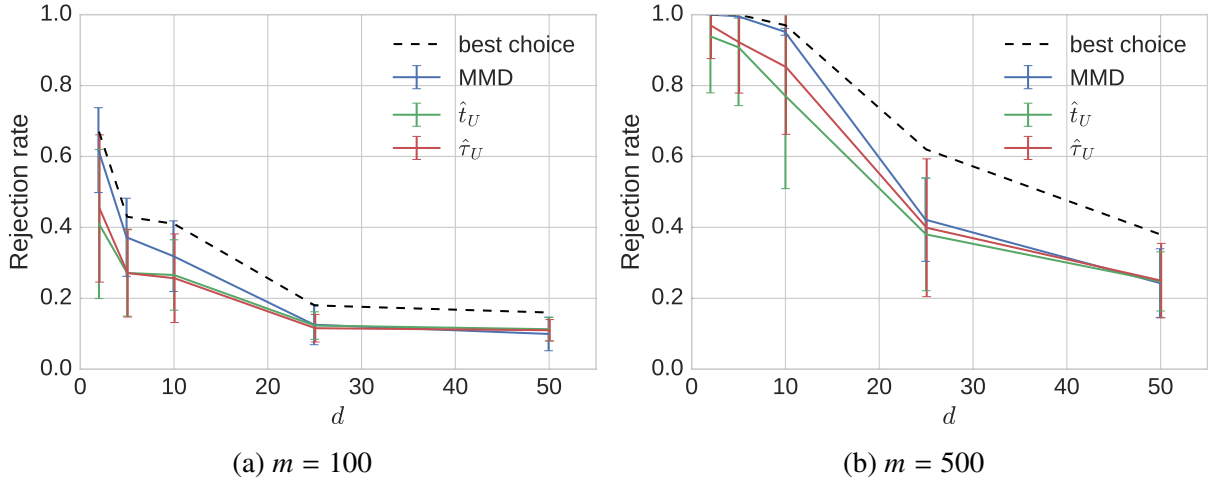 1.0
0.8
0.6
0.4
0.2
0.0
Rejection rate
0
10
20
30
40
50
d
best choice
MMD
t̂_U
τ̂_U
(a) m = 100
1.0
0.8
0.6
0.4
0.2
0.0
Rejection rate
0
10
20
30
40
50
d
best choice
MMD
t̂_U
τ̂_U
(b) m = 500